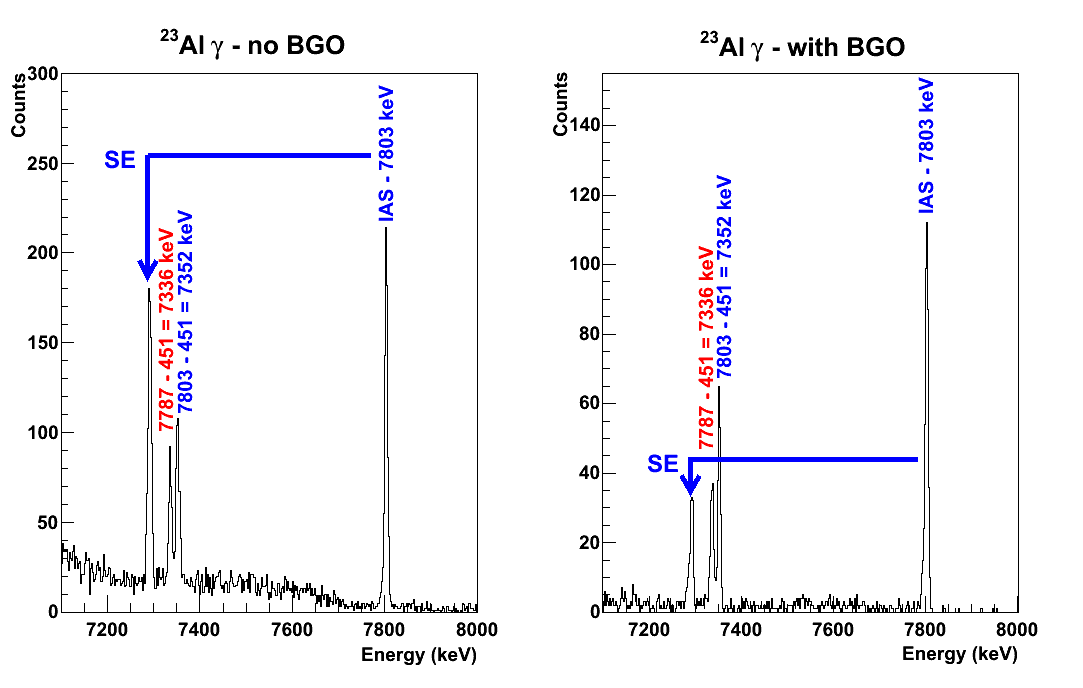 ²³Al γ - no BGO
Counts
300
250
200
150
100
50
0
SE
7787 - 451 = 7336 keV
7803 - 451 = 7352 keV
IAS - 7803 keV
7200 7400 7600 7800 8000
Energy (keV)
²³Al γ - with BGO
Counts
140
120
100
80
60
40
20
0
SE
7787 - 451 = 7336 keV
7803 - 451 = 7352 keV
IAS - 7803 keV
7200 7400 7600 7800 8000
Energy (keV)